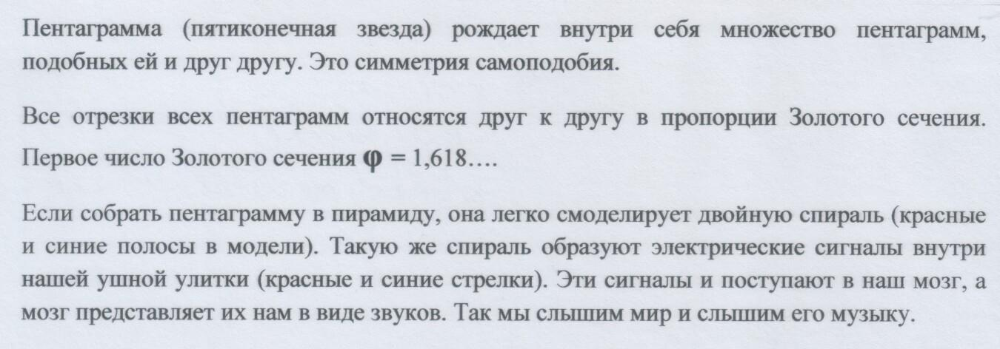 Пентаграмма (пятиконечная звезда) рождает внутри себя множество пентаграмм,
подобных ей и друг другу. Это симметрия самоподобия.
Все отрезки всех пентаграмм относятся друг к другу в пропорции Золотого сечения.
Первое число Золотого сечения φ = 1,618….
Если собрать пентаграмму в пирамиду, она легко смоделирует двойную спираль (красные
и синие полосы в модели). Такую же спираль образуют электрические сигналы внутри
нашей ушной улитки (красные и синие стрелки). Эти сигналы и поступают в наш мозг, а
мозг представляет их нам в виде звуков. Так мы слышим мир и слышим его музыку.